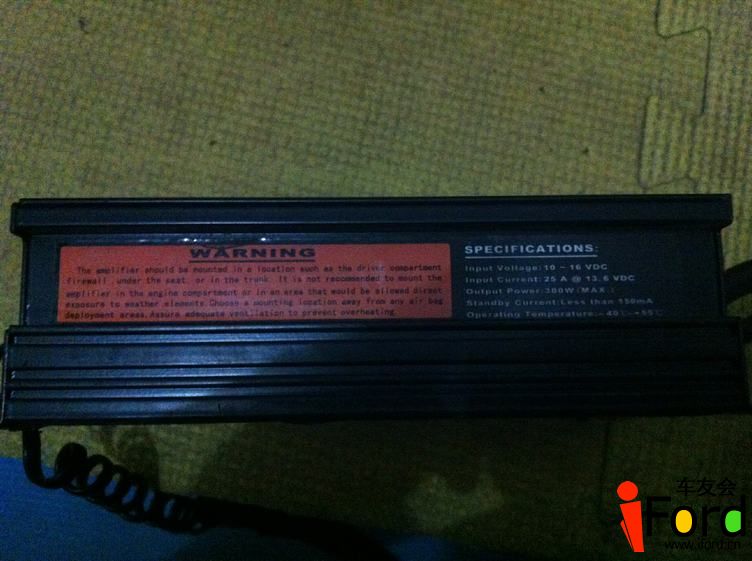 WARNING
The amplifier should be mounted in a location such as the driver compartment
firewall, under the seat, or in the trunk. It is not recommended to mount the
amplifier in the engine compartment or in an area that would be allowed direct
exposure to weather elements.Choose a mounting location away from any air bag
deployment areas.Assure adequate ventilation to prevent overheating.
SPECIFICATIONS:
Input Voltage:10 ~ 16 VDC
Input Current:25 A @ 13.6 VDC
Output Power:300W(MAX.)
Standby Current:Less than 150mA
Operating Temperature:-40℃~+55℃
车友会
iFord
www.iford.cn